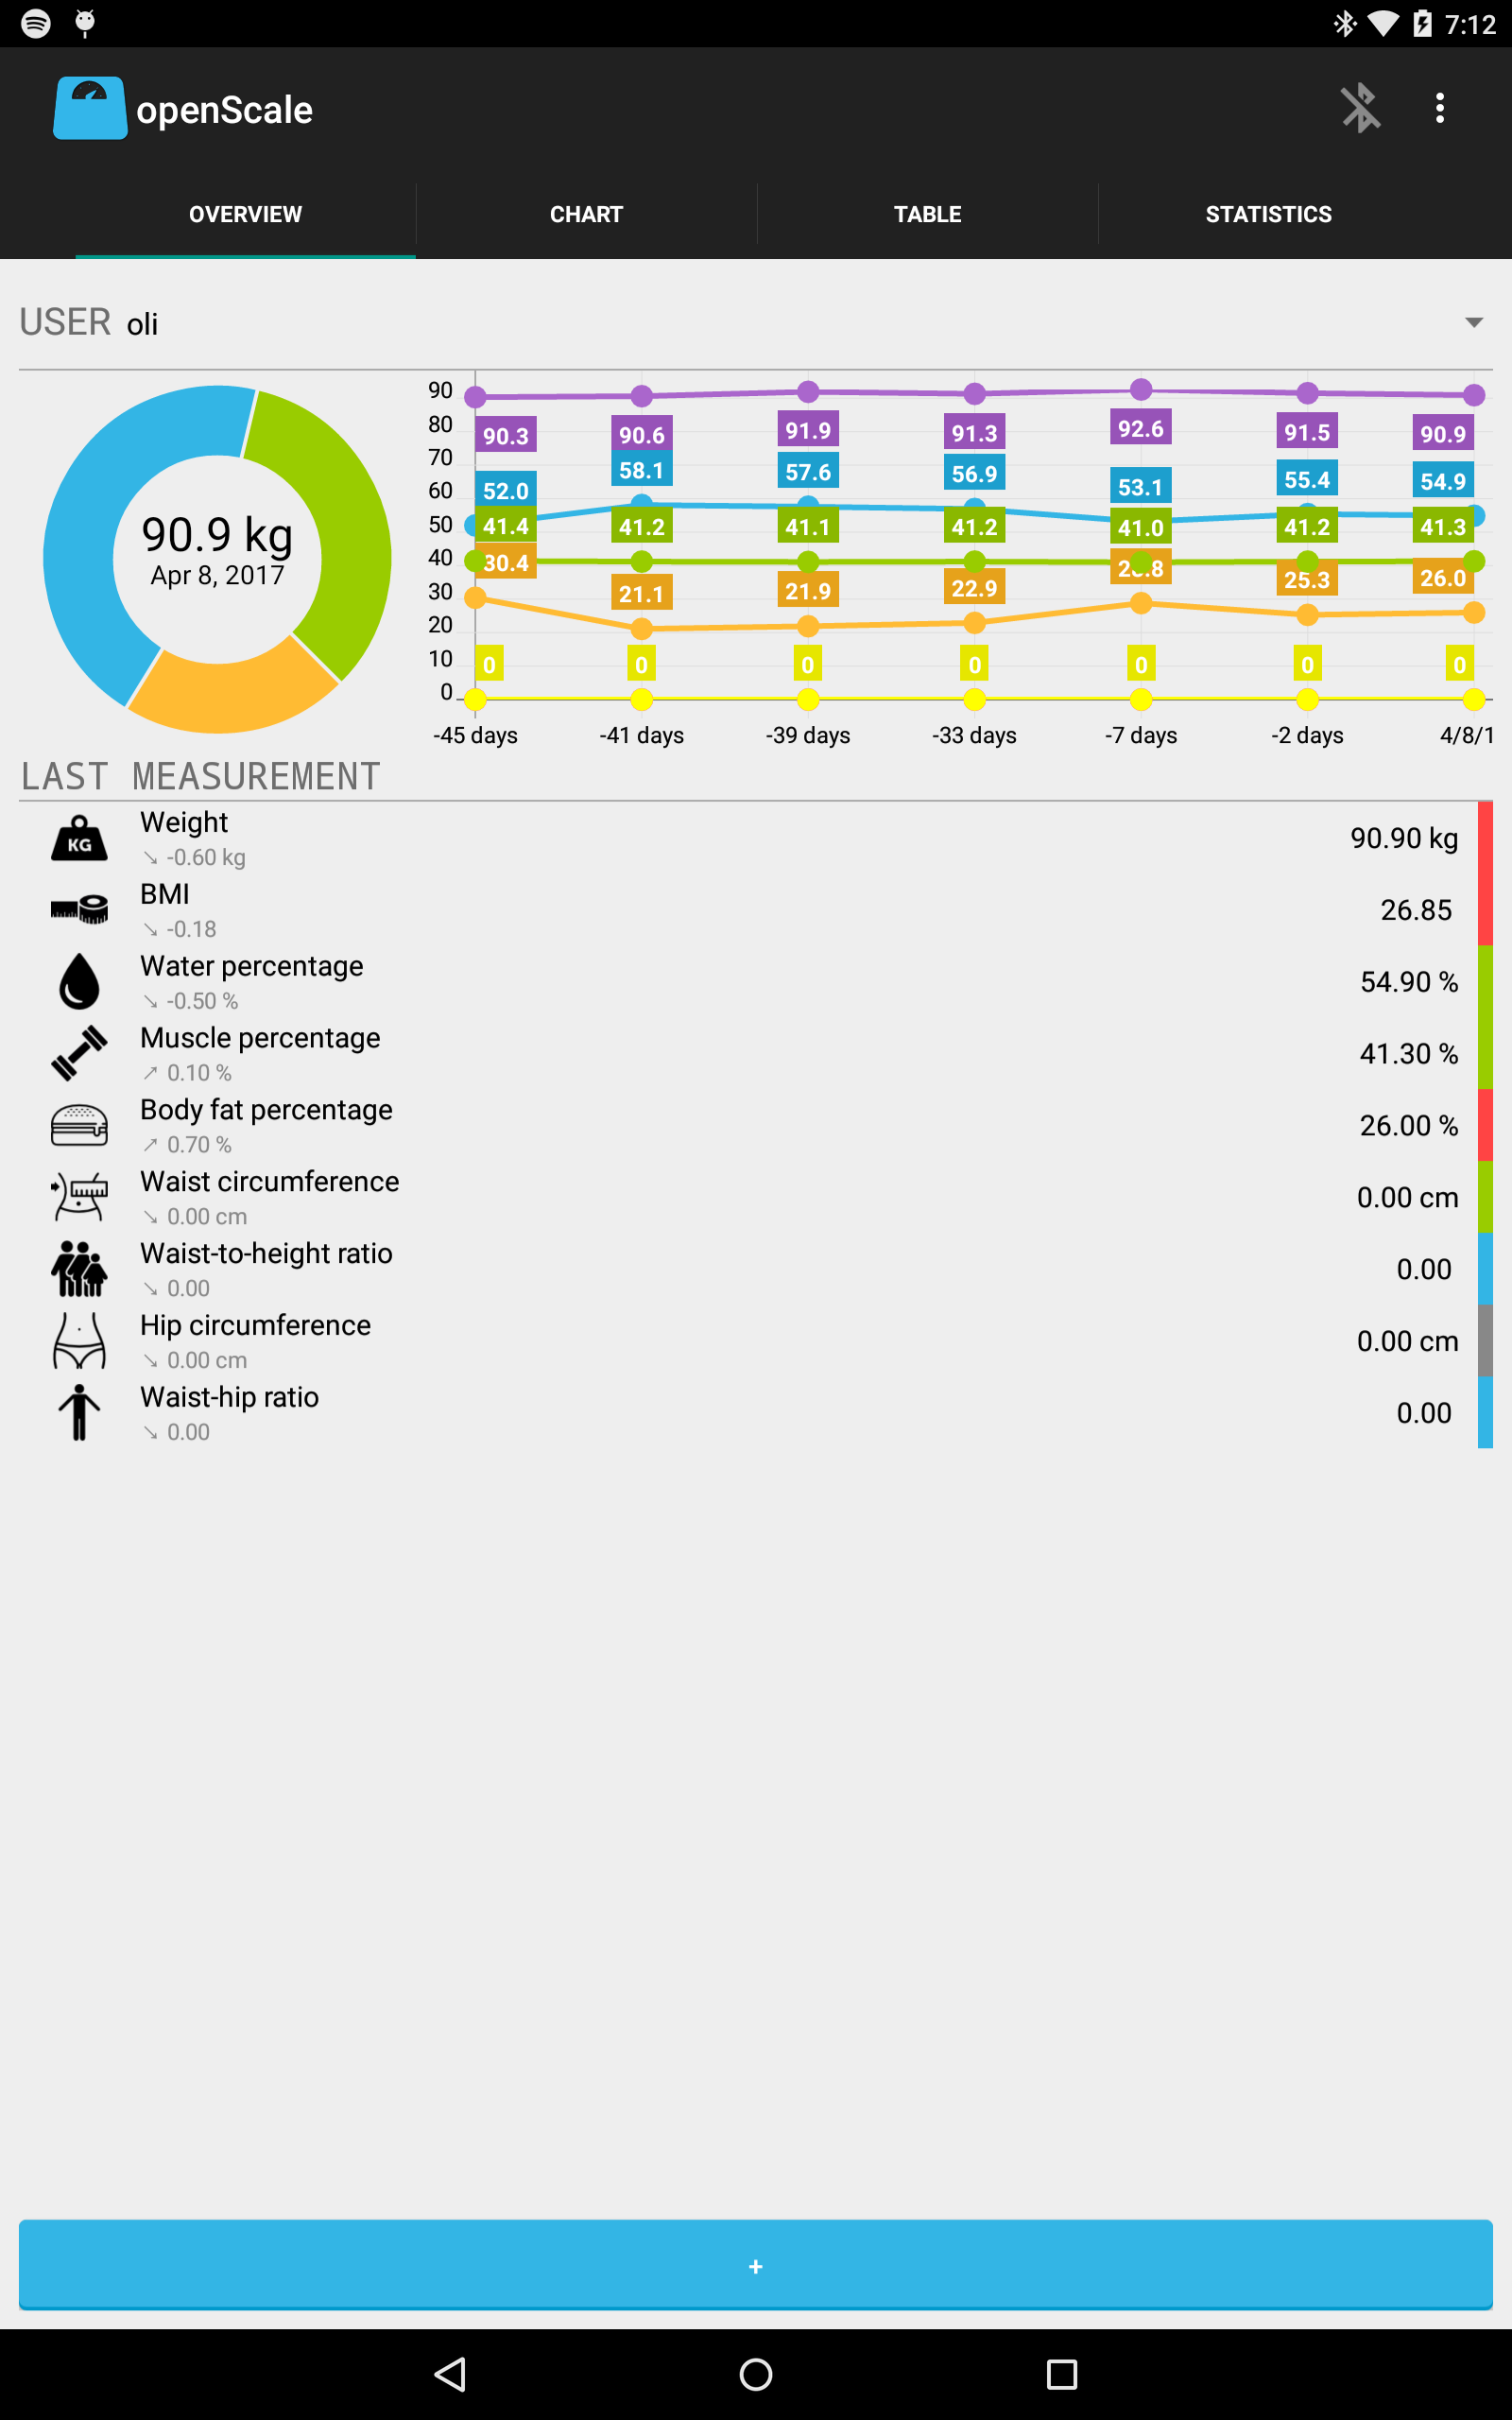 7:12
openScale
OVERVIEW CHART TABLE STATISTICS
USER oli
90.9 kg
Apr 8, 2017
90
80
70
60
50
40
30
20
10
0
90.3 90.6 91.9 91.3 92.6 91.5 90.9
52.0 58.1 57.6 56.9 53.1 55.4 54.9
41.4 41.2 41.1 41.2 41.0 41.2 41.3
30.4 21.1 21.9 22.9 25.3 26.0
0 0 0 0 0 0 0
-45 days -41 days -39 days -33 days -7 days -2 days 4/8/1
LAST MEASUREMENT
KG
Weight 90.90 kg
↘ -0.60 kg
BMI 26.85
↘ -0.18
Water percentage 54.90 %
↘ -0.50 %
Muscle percentage 41.30 %
↗ 0.10 %
Body fat percentage 26.00 %
↗ 0.70 %
Waist circumference 0.00 cm
↘ 0.00 cm
Waist-to-height ratio 0.00
↘ 0.00
Hip circumference 0.00 cm
↘ 0.00 cm
Waist-hip ratio 0.00
↘ 0.00
+